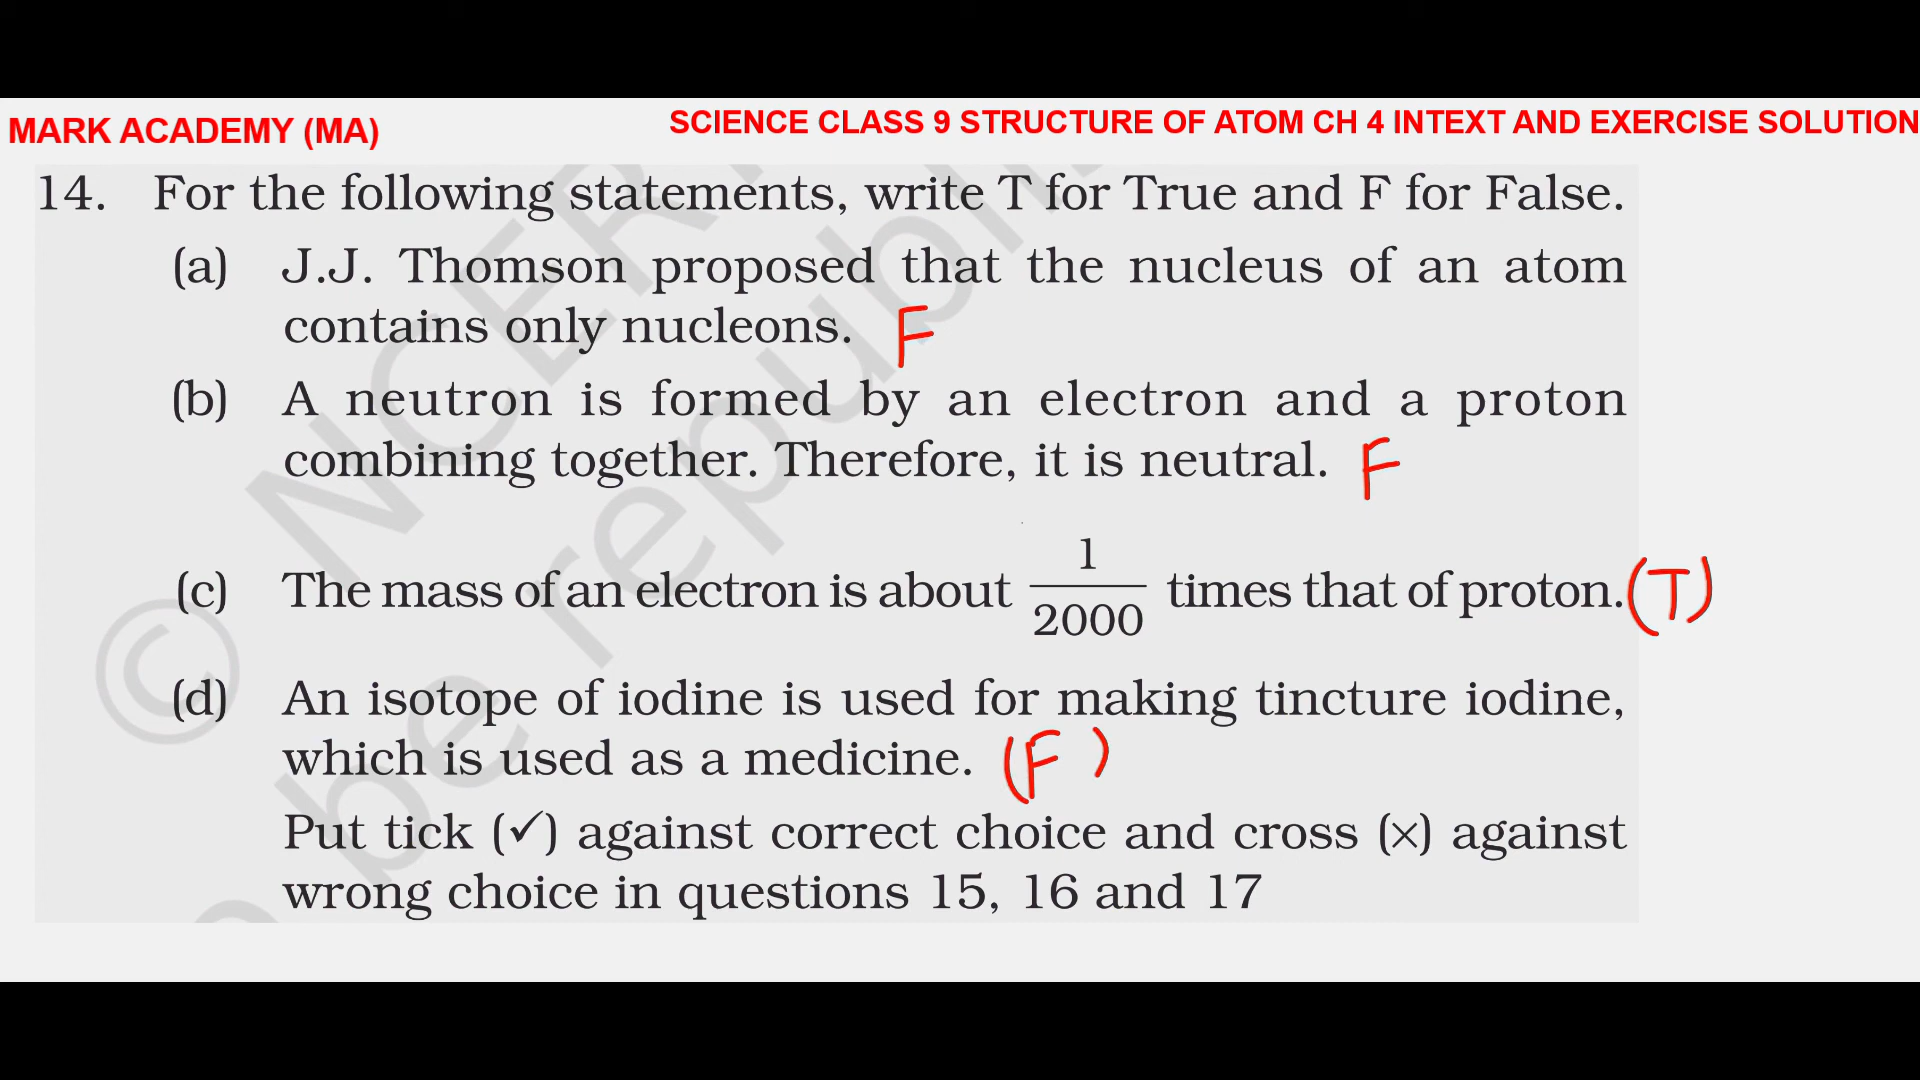 MARK ACADEMY (MA)
SCIENCE CLASS 9 STRUCTURE OF ATOM CH 4 INTEXT AND EXERCISE SOLUTION
14. For the following statements, write T for True and F for False.
(a) J.J. Thomson proposed that the nucleus of an atom
contains only nucleons. F
(b) A neutron is formed by an electron and a proton
combining together. Therefore, it is neutral. F
(c) The mass of an electron is about 1/2000 times that of proton. (T)
(d) An isotope of iodine is used for making tincture iodine,
which is used as a medicine. (F)
Put tick (✓) against correct choice and cross (×) against
wrong choice in questions 15, 16 and 17
© NCERT
be republi